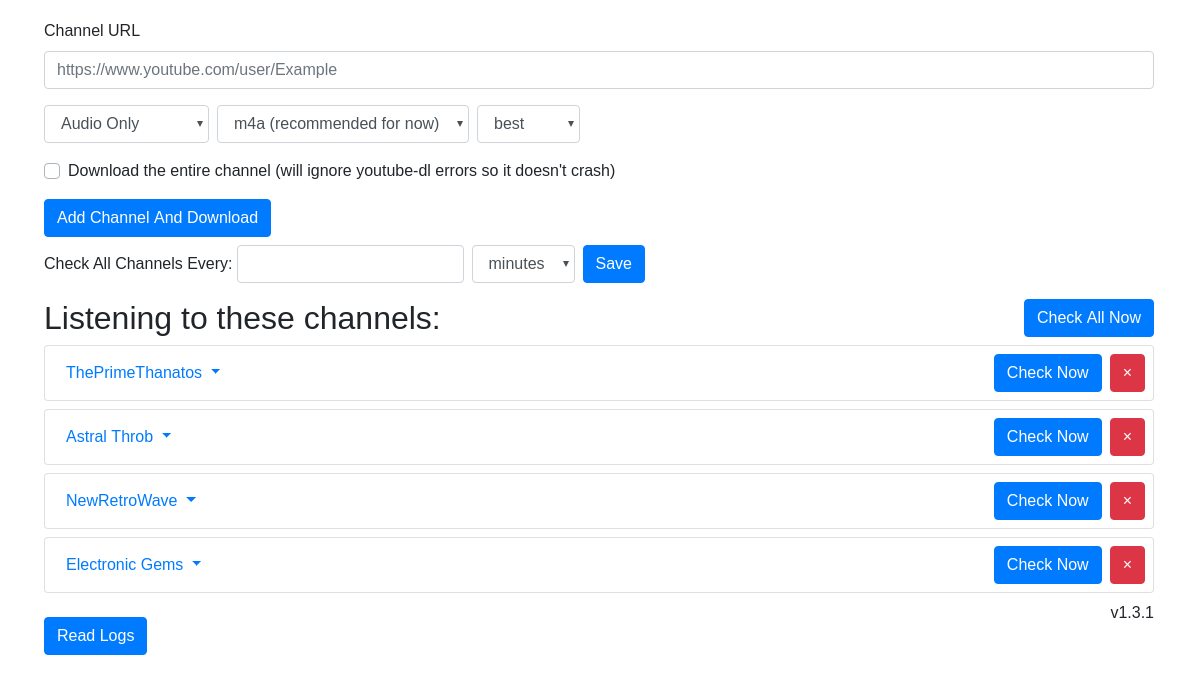 Channel URL
https://www.youtube.com/user/Example
Audio Only m4a (recommended for now) best
Download the entire channel (will ignore youtube-dl errors so it doesn't crash)
Add Channel And Download
Check All Channels Every: minutes Save
Listening to these channels: Check All Now
ThePrimeThanatos Check Now ×
Astral Throb Check Now ×
NewRetroWave Check Now ×
Electronic Gems Check Now ×
v1.3.1
Read Logs